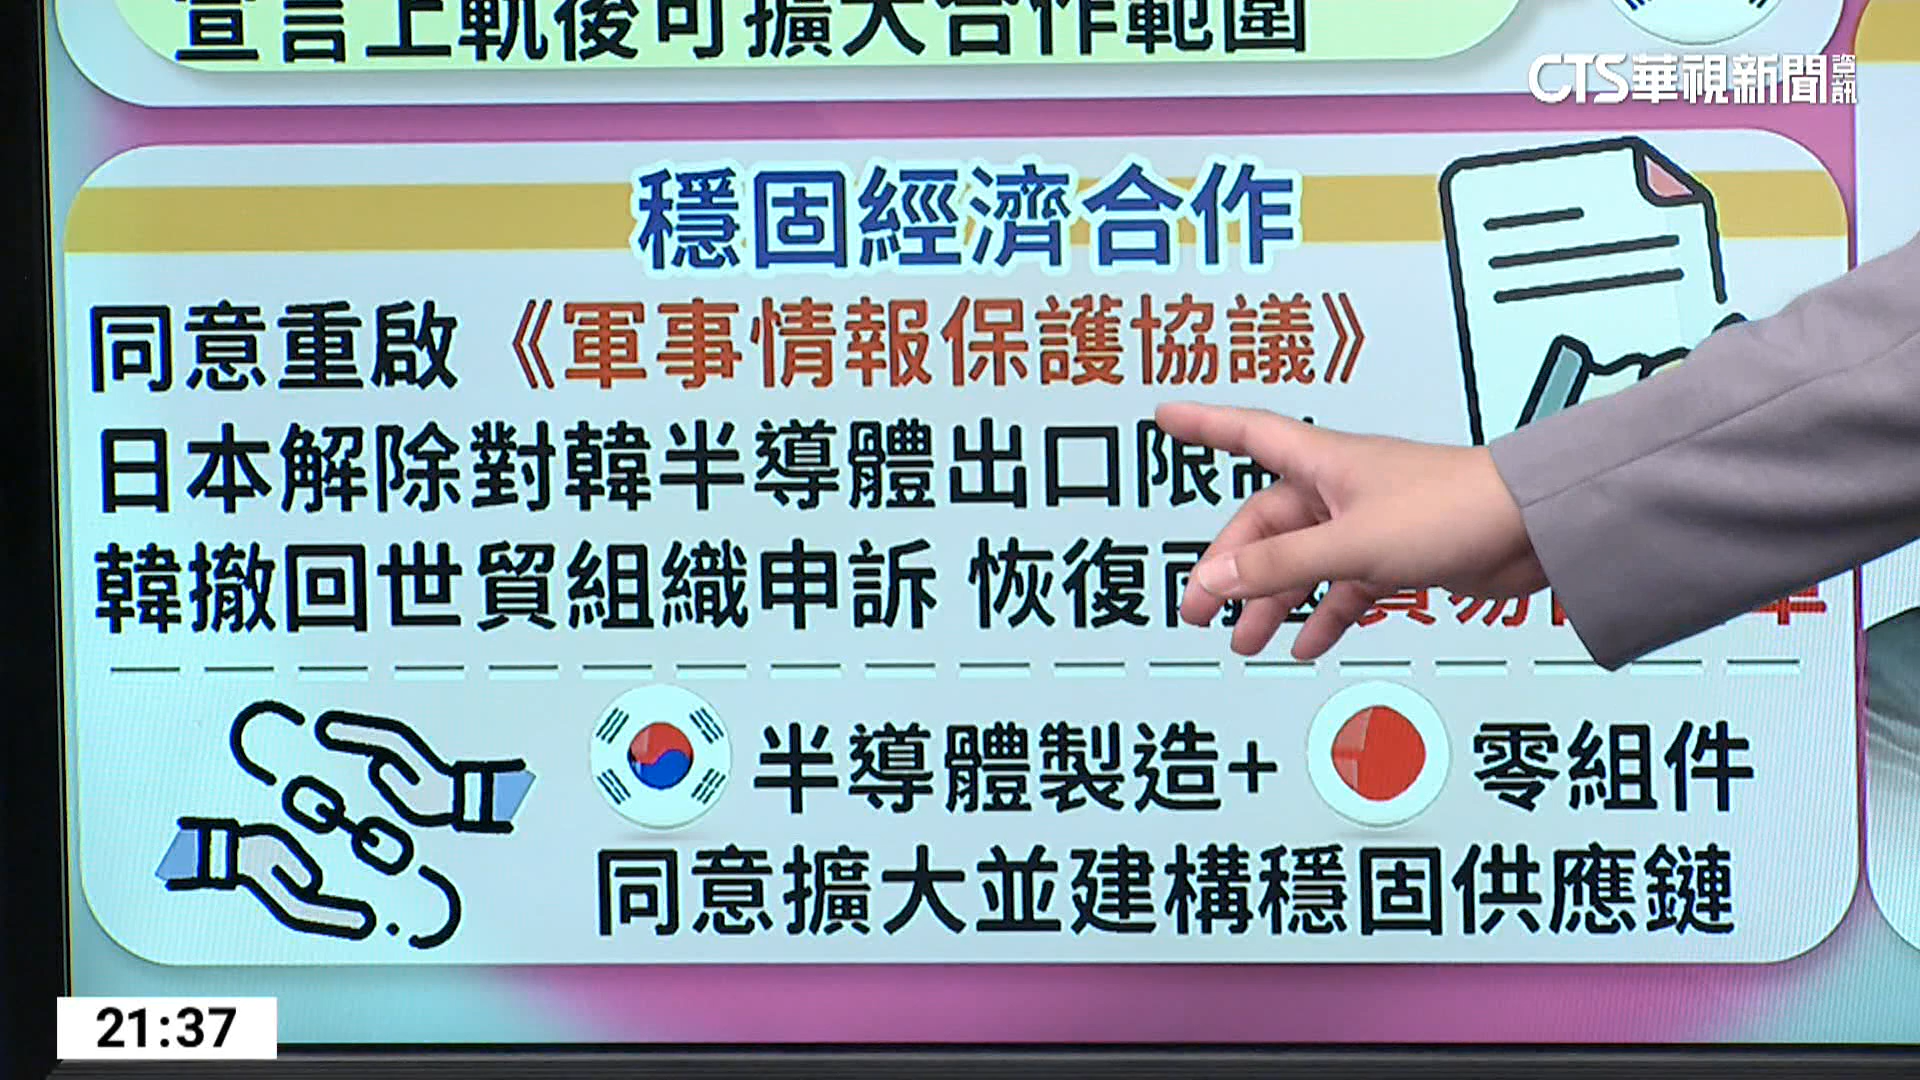 宣言上軌後可擴大合作範圍
CTS華視新聞資訊
穩固經濟合作
同意重啟《軍事情報保護協議》
日本解除對韓半導體出口限
韓撤回世貿組織申訴 恢復
半導體製造+ 零組件
同意擴大並建構穩固供應鏈
21:37